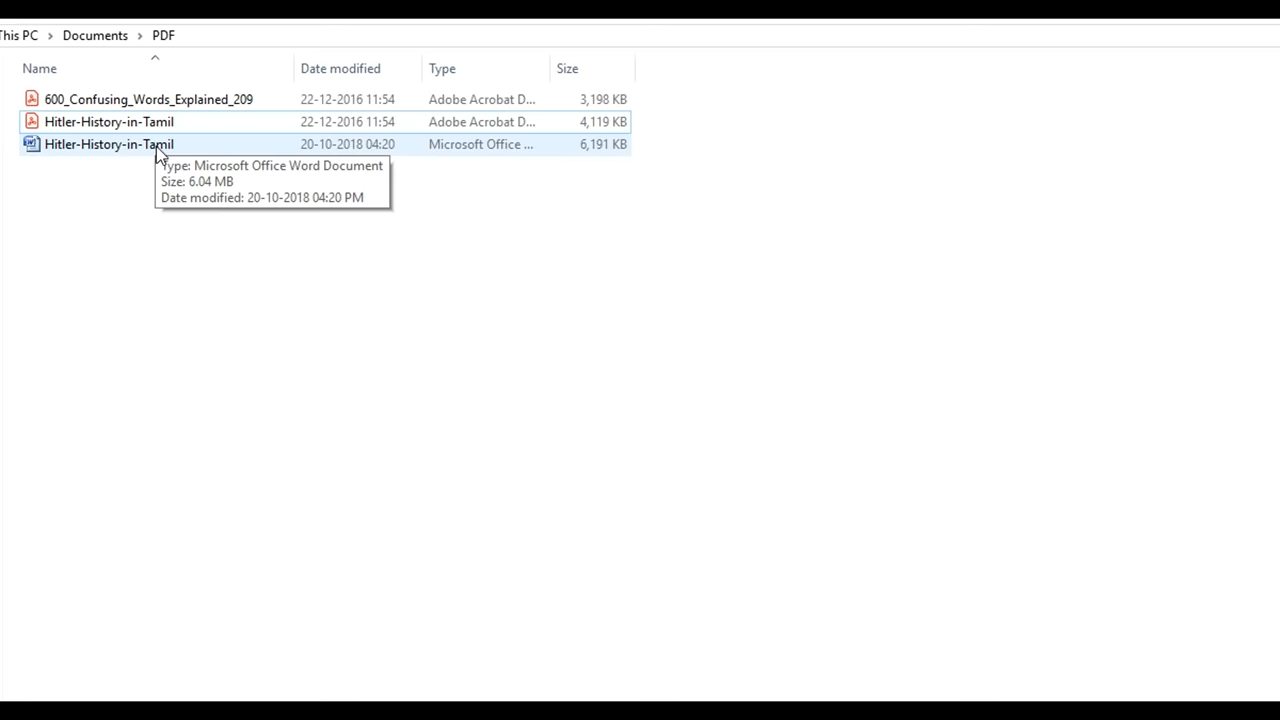 This PC > Documents > PDF
Name Date modified Type Size
600_Confusing_Words_Explained_209 22-12-2016 11:54 Adobe Acrobat D... 3,198 KB
Hitler-History-in-Tamil 22-12-2016 11:54 Adobe Acrobat D... 4,119 KB
Hitler-History-in-Tamil 20-10-2018 04:20 Microsoft Office ... 6,191 KB
Type: Microsoft Office Word Document
Size: 6.04 MB
Date modified: 20-10-2018 04:20 PM